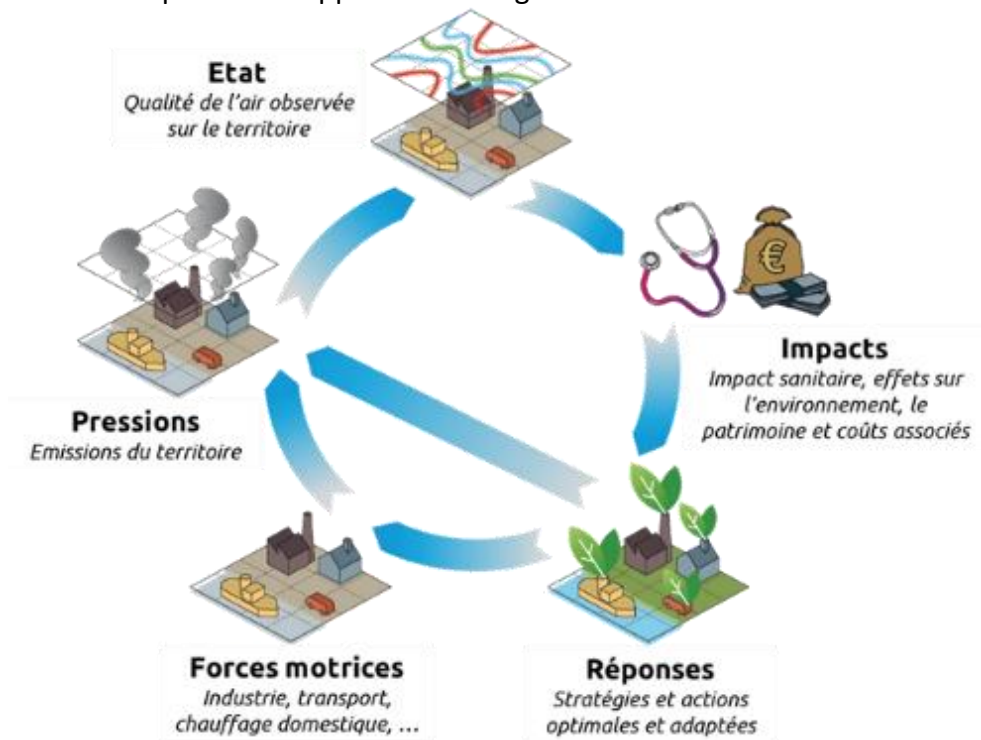 Etat
Qualité de l'air observée
sur le territoire
€
Impacts
Impact sanitaire, effets sur
l'environnement, le
patrimoine et coûts associés
Pressions
Emissions du territoire
Forces motrices
Industrie, transport,
chauffage domestique, ...
Réponses
Stratégies et actions
optimales et adaptées